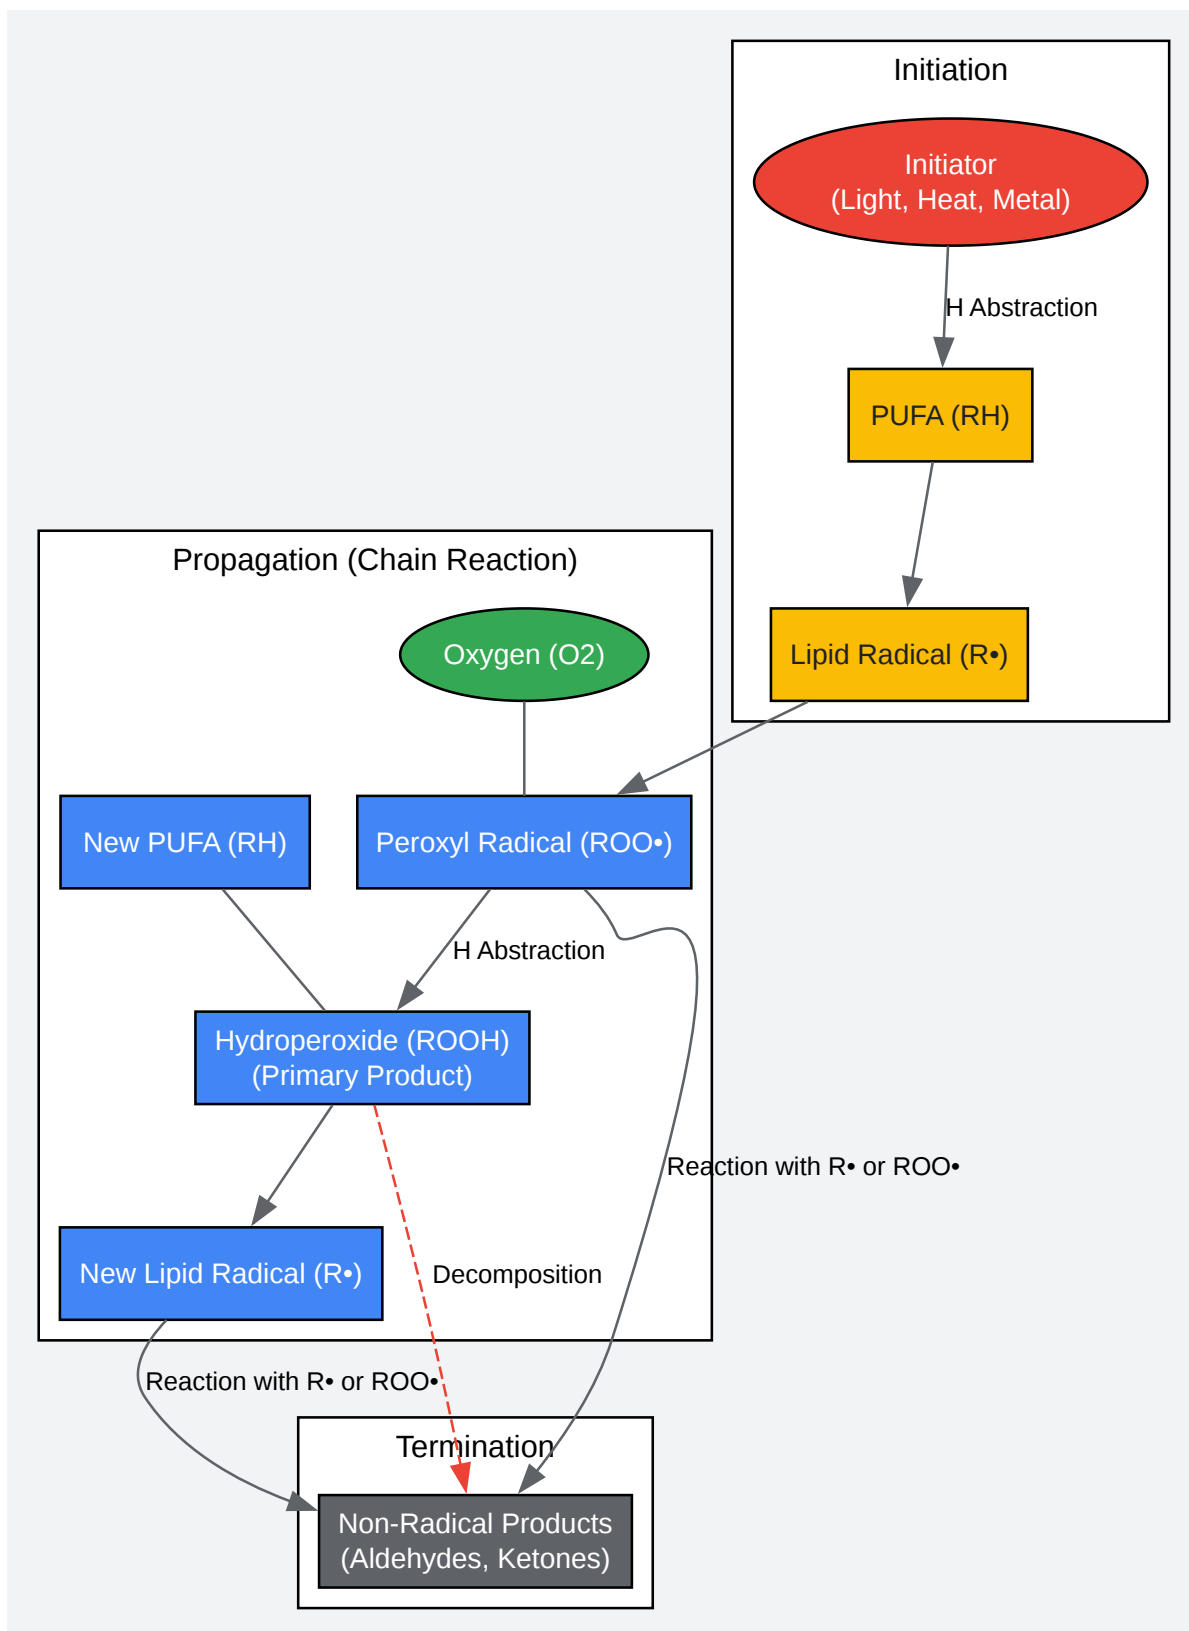 Initiation
Initiator
(Light, Heat, Metal)
H Abstraction
PUFA (RH)
Lipid Radical (R•)
Propagation (Chain Reaction)
Oxygen (O2)
New PUFA (RH)
Peroxyl Radical (ROO•)
H Abstraction
Hydroperoxide (ROOH)
(Primary Product)
Reaction with R• or ROO•
New Lipid Radical (R•)
Decomposition
Reaction with R• or ROO•
Termination
Non-Radical Products
(Aldehydes, Ketones)